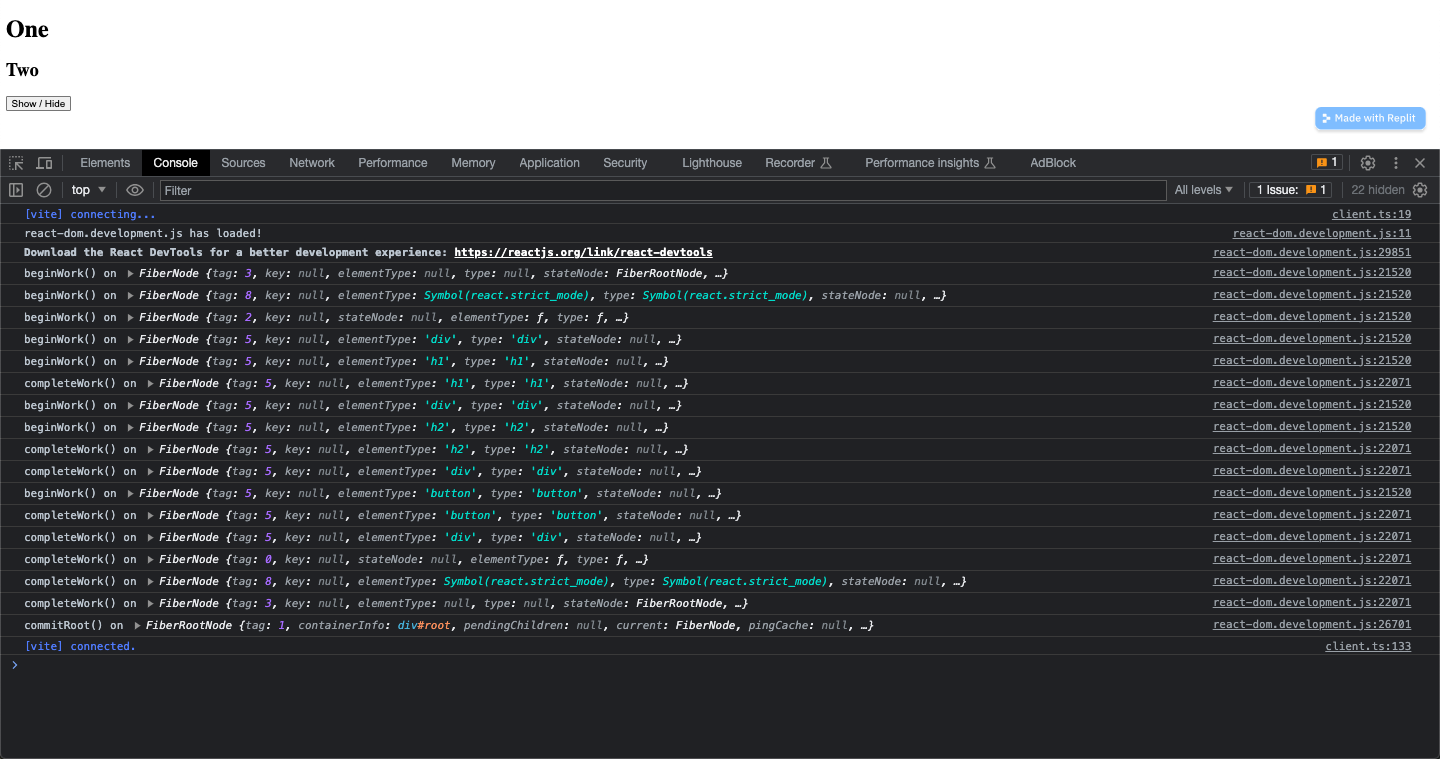 One
Two
Show / Hide
Made with Replit
Elements Console Sources Network Performance Memory Application Security Lighthouse Recorder Performance insights AdBlock 1
top Filter All levels 1 Issue: 1 22 hidden
[vite] connecting... client.ts:19
react-dom.development.js has loaded! react-dom.development.js:11
Download the React DevTools for a better development experience: https://reactjs.org/link/react-devtools react-dom.development.js:29851
beginWork() on ▶ FiberNode {tag: 3, key: null, elementType: null, type: null, stateNode: FiberRootNode, …} react-dom.development.js:21520
beginWork() on ▶ FiberNode {tag: 8, key: null, elementType: Symbol(react.strict_mode), type: Symbol(react.strict_mode), stateNode: null, …} react-dom.development.js:21520
beginWork() on ▶ FiberNode {tag: 2, key: null, stateNode: null, elementType: ƒ, type: ƒ, …} react-dom.development.js:21520
beginWork() on ▶ FiberNode {tag: 5, key: null, elementType: 'div', type: 'div', stateNode: null, …} react-dom.development.js:21520
beginWork() on ▶ FiberNode {tag: 5, key: null, elementType: 'h1', type: 'h1', stateNode: null, …} react-dom.development.js:21520
completeWork() on ▶ FiberNode {tag: 5, key: null, elementType: 'h1', type: 'h1', stateNode: null, …} react-dom.development.js:22071
beginWork() on ▶ FiberNode {tag: 5, key: null, elementType: 'div', type: 'div', stateNode: null, …} react-dom.development.js:21520
beginWork() on ▶ FiberNode {tag: 5, key: null, elementType: 'h2', type: 'h2', stateNode: null, …} react-dom.development.js:21520
completeWork() on ▶ FiberNode {tag: 5, key: null, elementType: 'h2', type: 'h2', stateNode: null, …} react-dom.development.js:22071
completeWork() on ▶ FiberNode {tag: 5, key: null, elementType: 'div', type: 'div', stateNode: null, …} react-dom.development.js:22071
beginWork() on ▶ FiberNode {tag: 5, key: null, elementType: 'button', type: 'button', stateNode: null, …} react-dom.development.js:21520
completeWork() on ▶ FiberNode {tag: 5, key: null, elementType: 'button', type: 'button', stateNode: null, …} react-dom.development.js:22071
completeWork() on ▶ FiberNode {tag: 5, key: null, elementType: 'div', type: 'div', stateNode: null, …} react-dom.development.js:22071
completeWork() on ▶ FiberNode {tag: 0, key: null, stateNode: null, elementType: ƒ, type: ƒ, …} react-dom.development.js:22071
completeWork() on ▶ FiberNode {tag: 8, key: null, elementType: Symbol(react.strict_mode), type: Symbol(react.strict_mode), stateNode: null, …} react-dom.development.js:22071
completeWork() on ▶ FiberNode {tag: 3, key: null, elementType: null, type: null, stateNode: FiberRootNode, …} react-dom.development.js:22071
commitRoot() on ▶ FiberRootNode {tag: 1, containerInfo: div#root, pendingChildren: null, current: FiberNode, pingCache: null, …} react-dom.development.js:26701
[vite] connected. client.ts:133